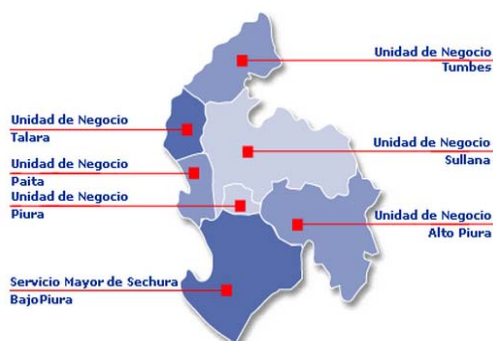 Unidad de Negocio
Tumbes
Unidad de Negocio
Talara
Unidad de Negocio
Sullana
Unidad de Negocio
Paita
Unidad de Negocio
Piura
Unidad de Negocio
Alto Piura
Servicio Mayor de Sechura
BajoPiura